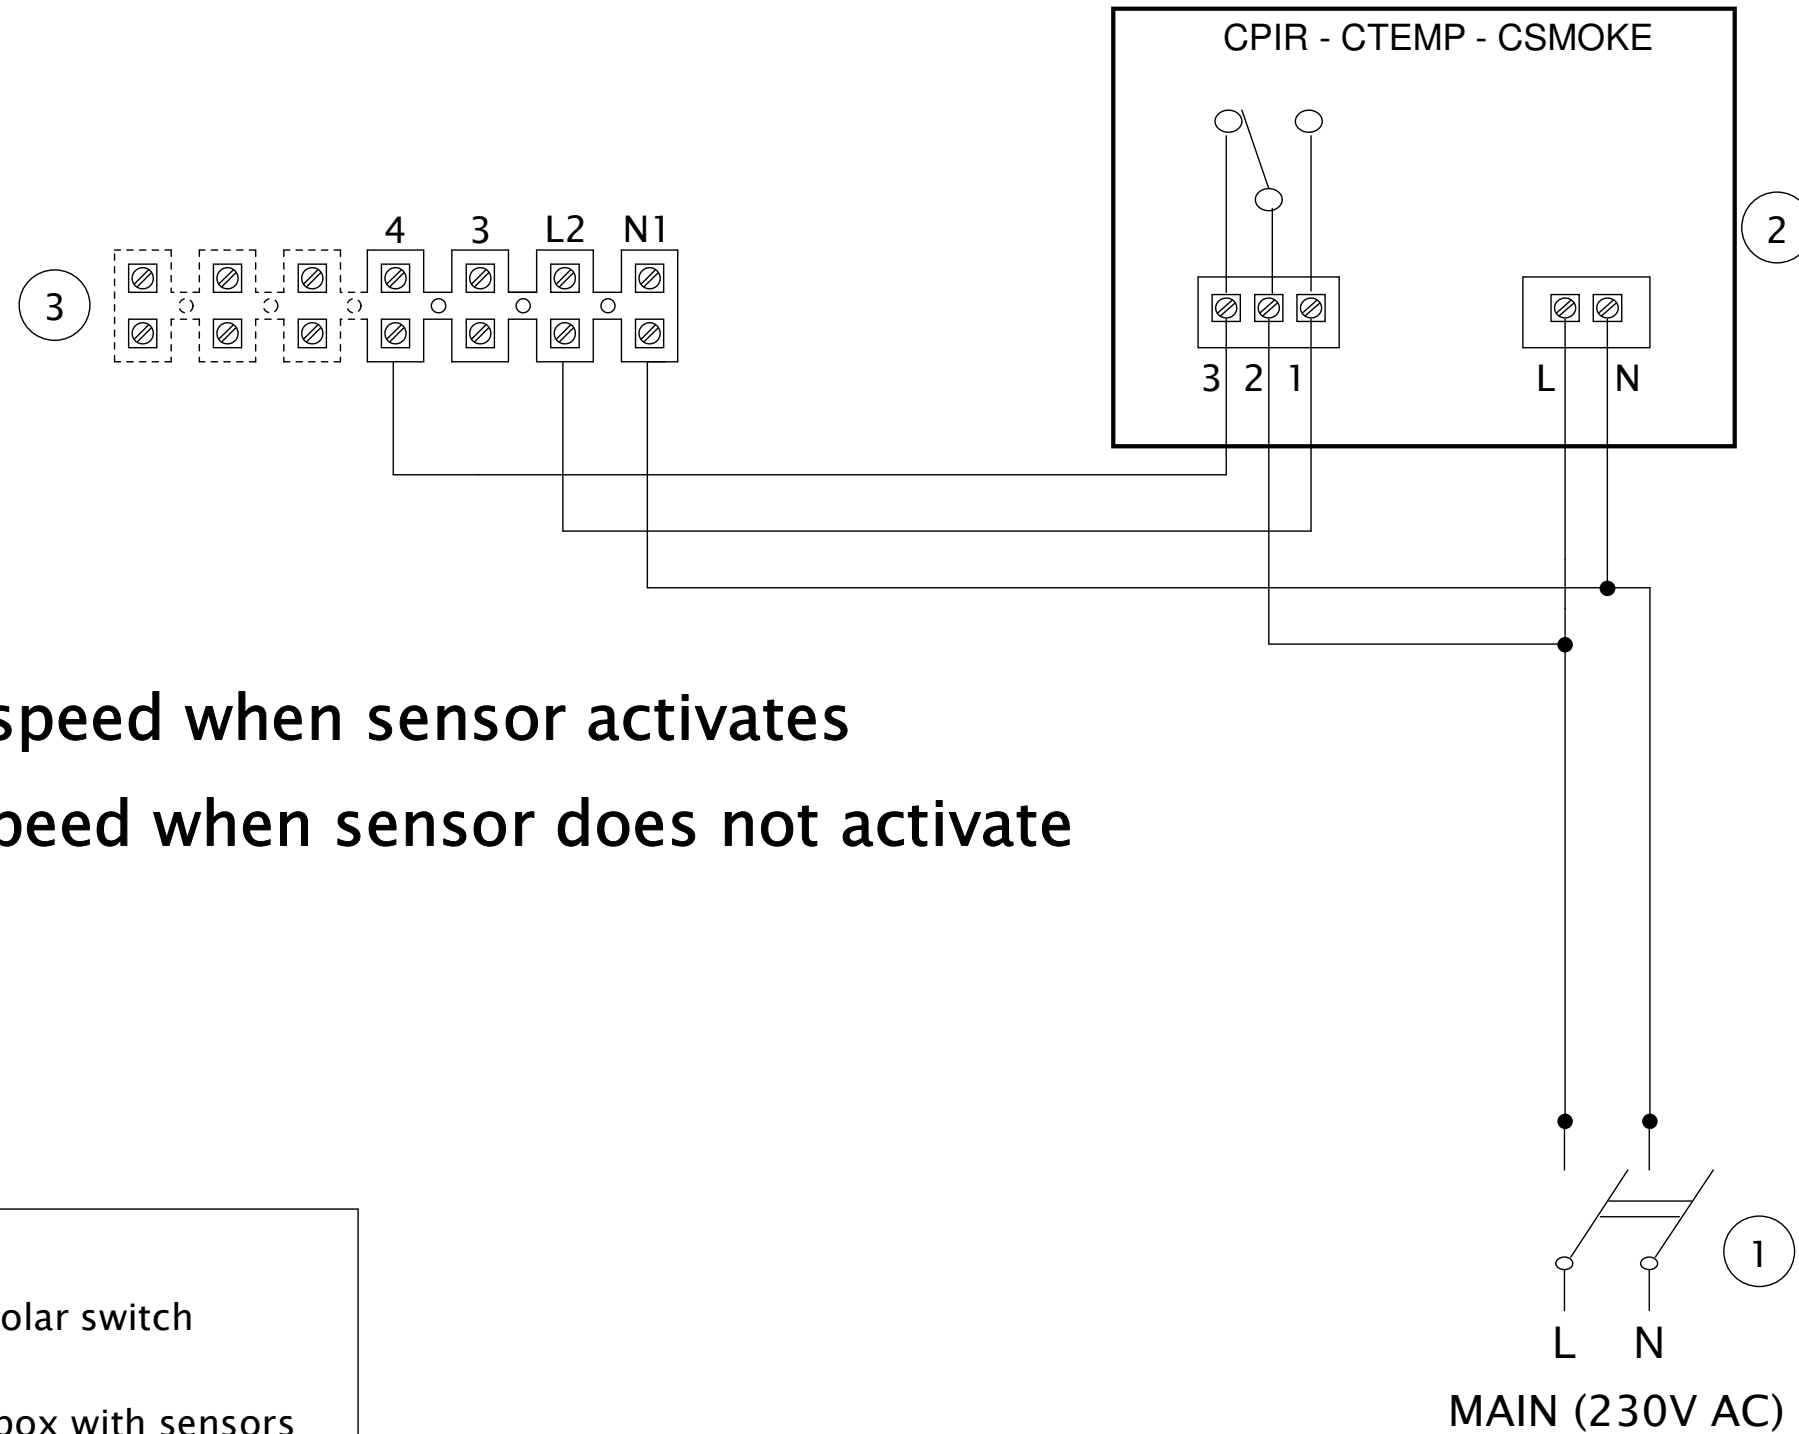 CPIR - CTEMP - CSMOKE
4 3 L2 N1
2
3
3 2 1 L N
speed when sensor activates
peed when sensor does not activate
1
olar switch
L N
MAIN (230V AC)
box with sensors